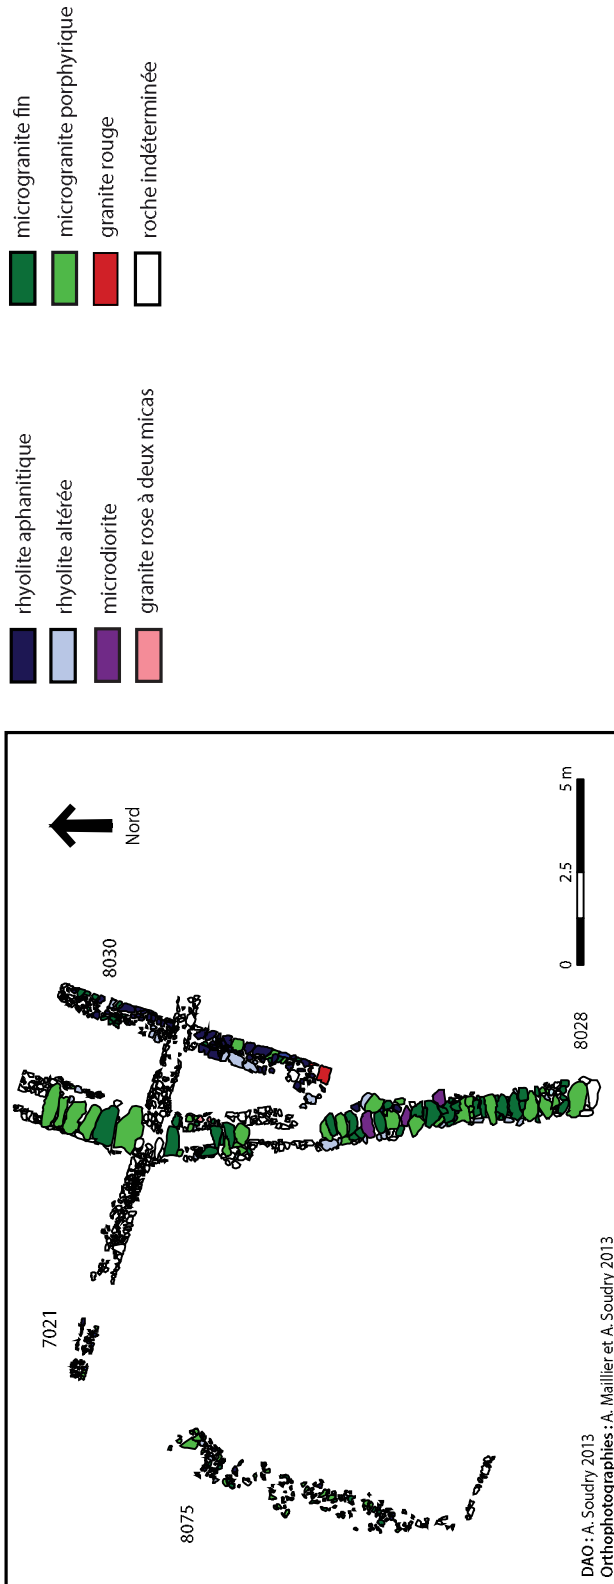 rhyolite aphanitique
rhyolite altérée
microdiorite
granite rose à deux micas
microgranite fin
microgranite porphyrique
granite rouge
roche indéterminée
7021
8030
8075
8028
Nord
0 2.5 5 m
DAO : A. Soudry 2013
Orthophotographies : A. Maillier et A. Soudry 2013